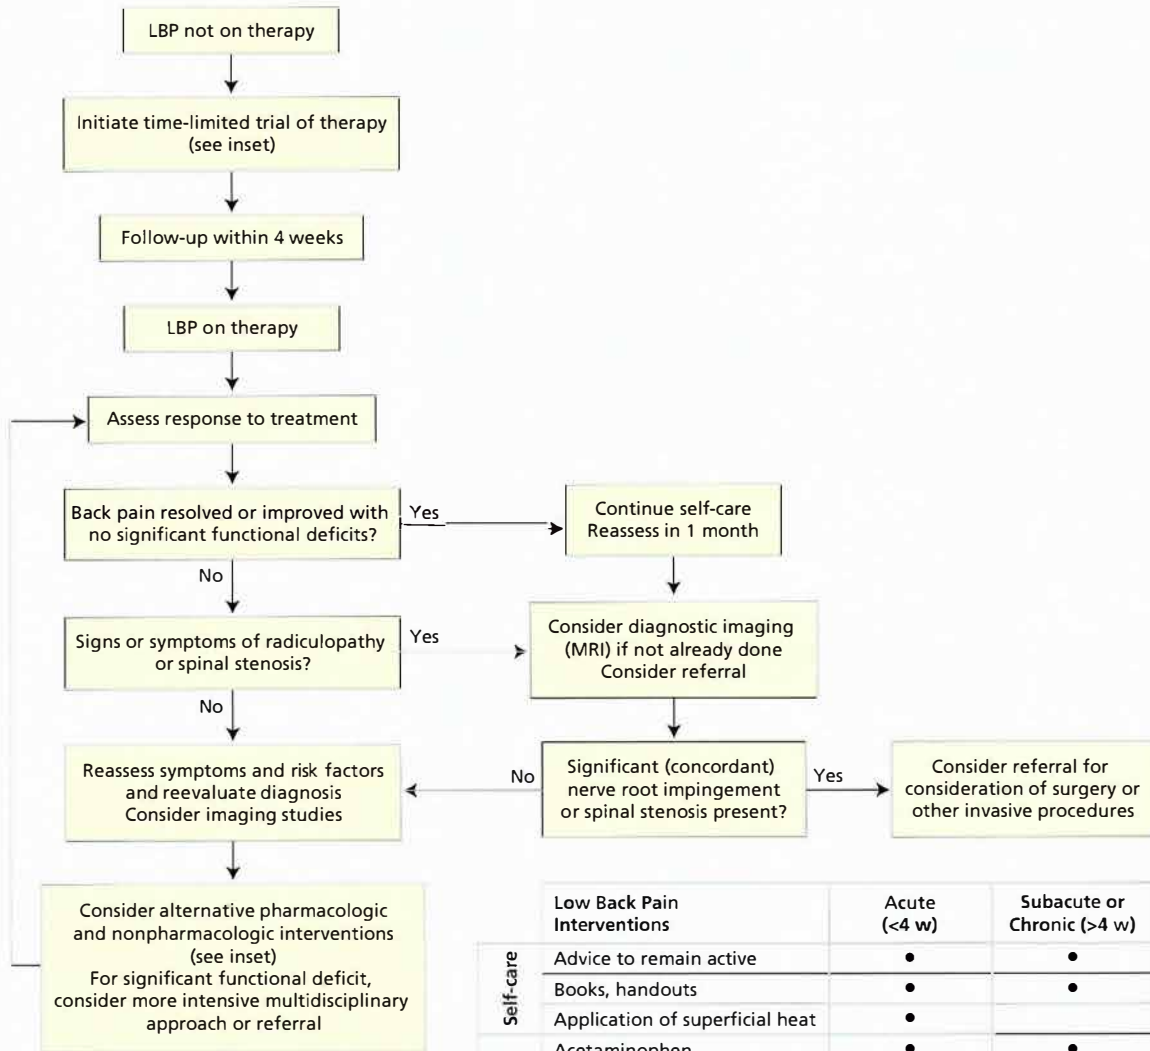 LBP not on therapy
Initiate time-limited trial of therapy
(see inset)
Follow-up within 4 weeks
LBP on therapy
Assess response to treatment
Back pain resolved or improved with
no significant functional deficits?
Yes
Continue self-care
Reassess in 1 month
No
Signs or symptoms of radiculopathy
or spinal stenosis?
Yes
Consider diagnostic imaging
(MRI) if not already done
Consider referral
No
Reassess symptoms and risk factors
and reevaluate diagnosis
Consider imaging studies
No
Significant (concordant)
nerve root impingement
or spinal stenosis present?
Yes
Consider referral for
consideration of surgery or
other invasive procedures
Consider alternative pharmacologic
and nonpharmacologic interventions
(see inset)
For significant functional deficit,
consider more intensive multidisciplinary
approach or referral
Low Back Pain
Interventions
Acute
(<4 w)
Subacute or
Chronic (>4 w)
Self-care
Advice to remain active • •
Books, handouts • •
Application of superficial heat •
Acetaminophen • •